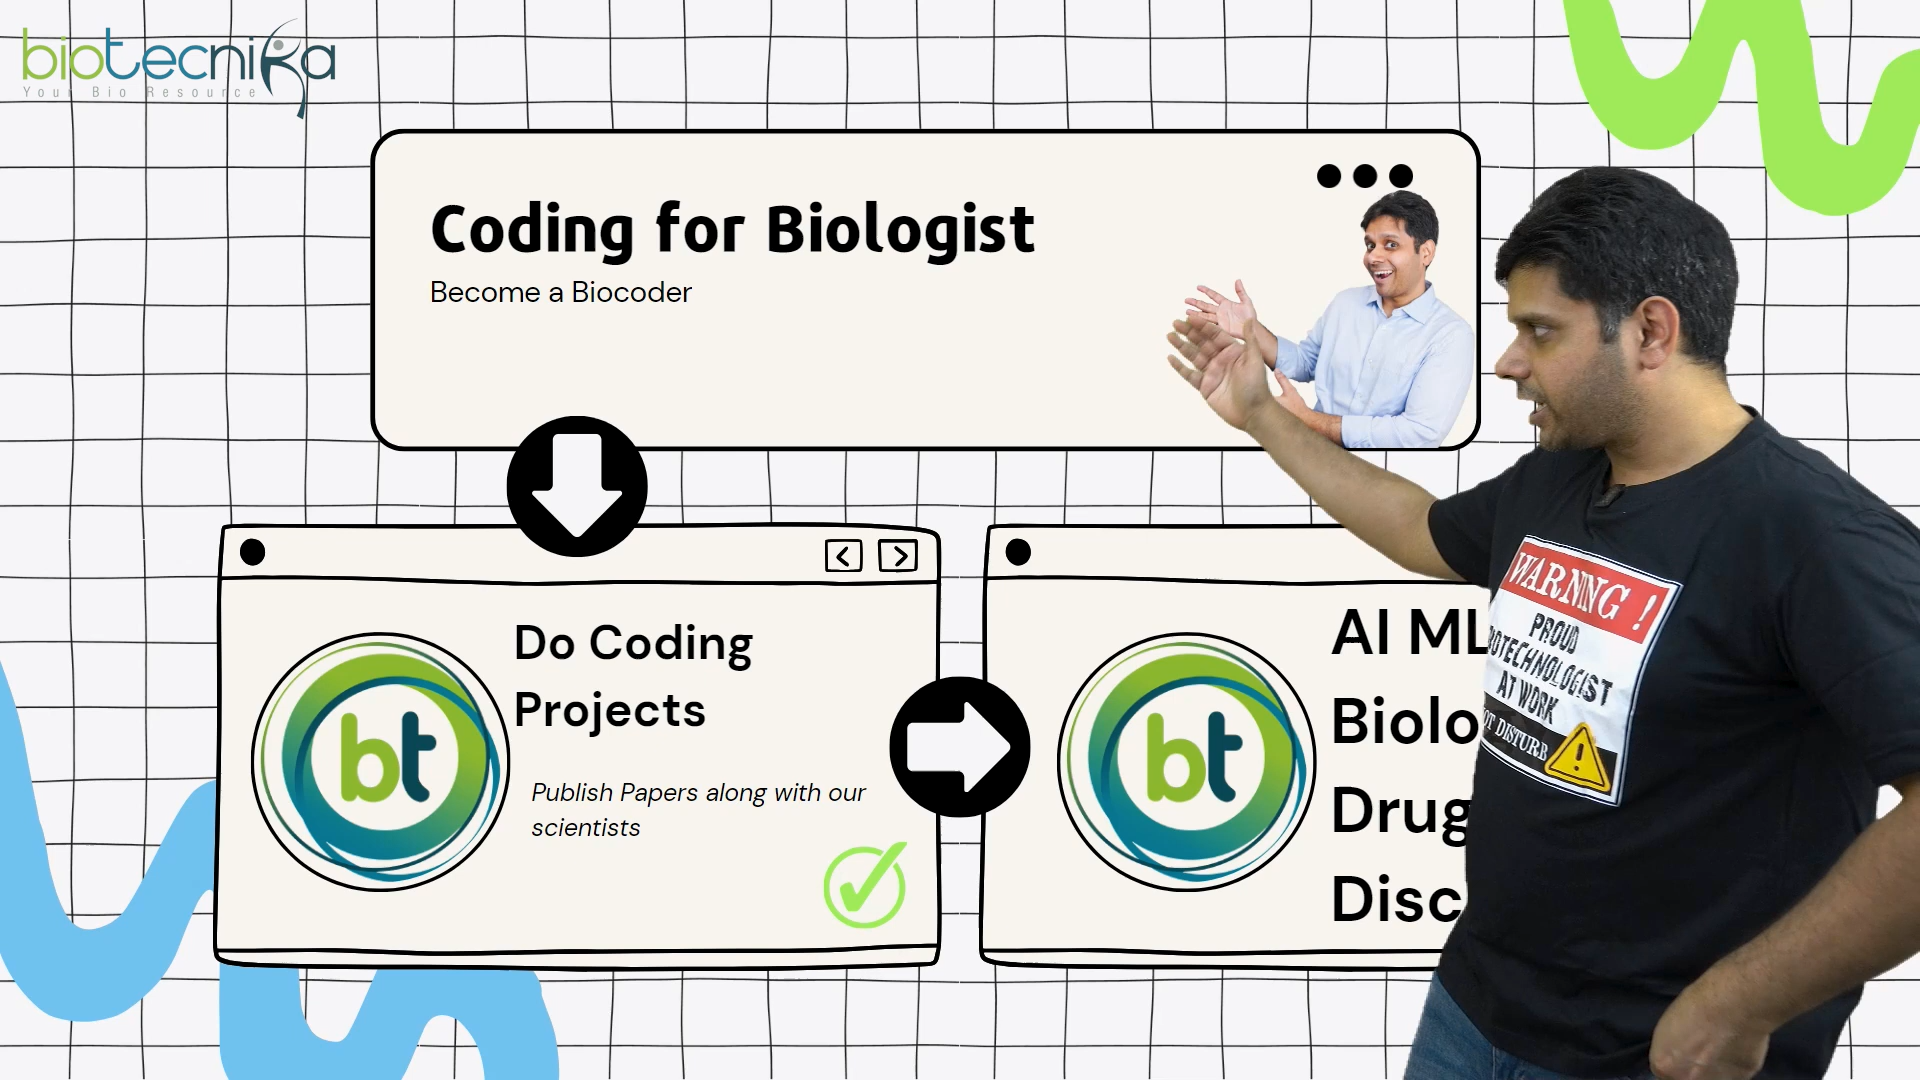 biotecnika
Your Bio Resource
Coding for Biologist
Become a Biocoder
Do Coding
Projects
Publish Papers along with our
scientists
bt
bt
AI ML
Biolo
Drug
Disc
WARNING !
PROUD
BIOTECHNOLOGIST
AT WORK
OT DISTURB